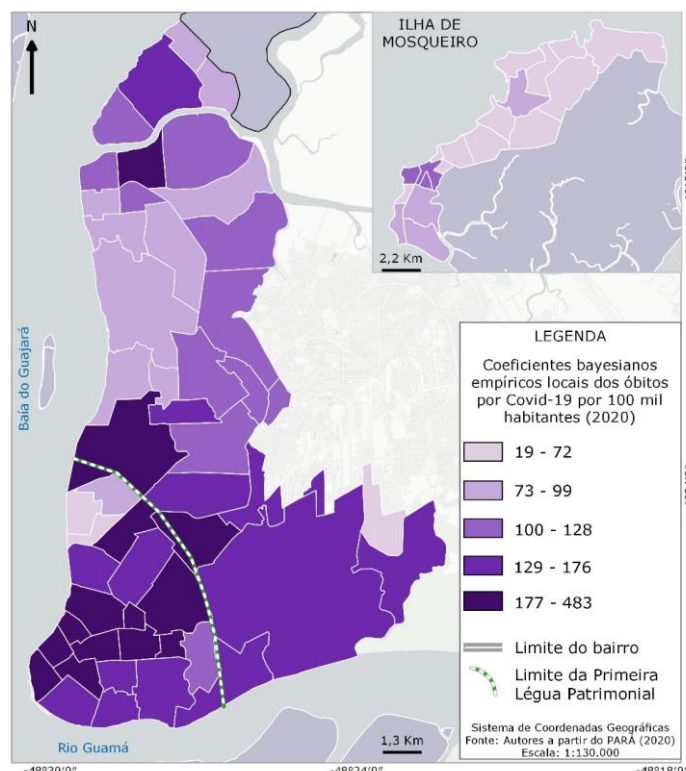 N
ILHA DE
MOSQUEIRO
2,2 Km
Baía do Guajará
LEGENDA
Coeficientes bayesianos
empíricos locais dos óbitos
por Covid-19 por 100 mil
habitantes (2020)
19 - 72
73 - 99
100 - 128
129 - 176
177 - 483
Limite do bairro
Limite da Primeira
Légua Patrimonial
Sistema de Coordenadas Geográficas
Fonte: Autores a partir do PARÁ (2020)
Escala: 1:130.000
Rio Guamá
1,3 Km